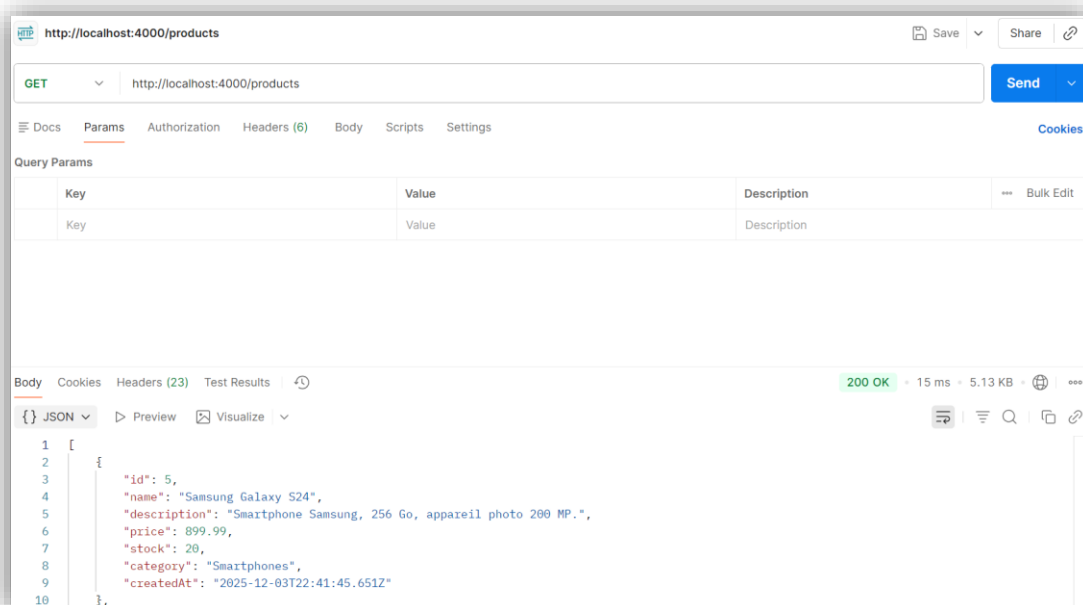 HTTP http://localhost:4000/products Save Share
GET http://localhost:4000/products Send
Docs Params Authorization Headers (6) Body Scripts Settings Cookies
Query Params
Key Value Description Bulk Edit
Key Value Description
Body Cookies Headers (23) Test Results 200 OK 15 ms 5.13 KB
{} JSON Preview Visualize
1 [
2 {
3 "id": 5,
4 "name": "Samsung Galaxy S24",
5 "description": "Smartphone Samsung, 256 Go, appareil photo 200 MP.",
6 "price": 899.99,
7 "stock": 20,
8 "category": "Smartphones",
9 "createdAt": "2025-12-03T22:41:45.651Z"
10 },